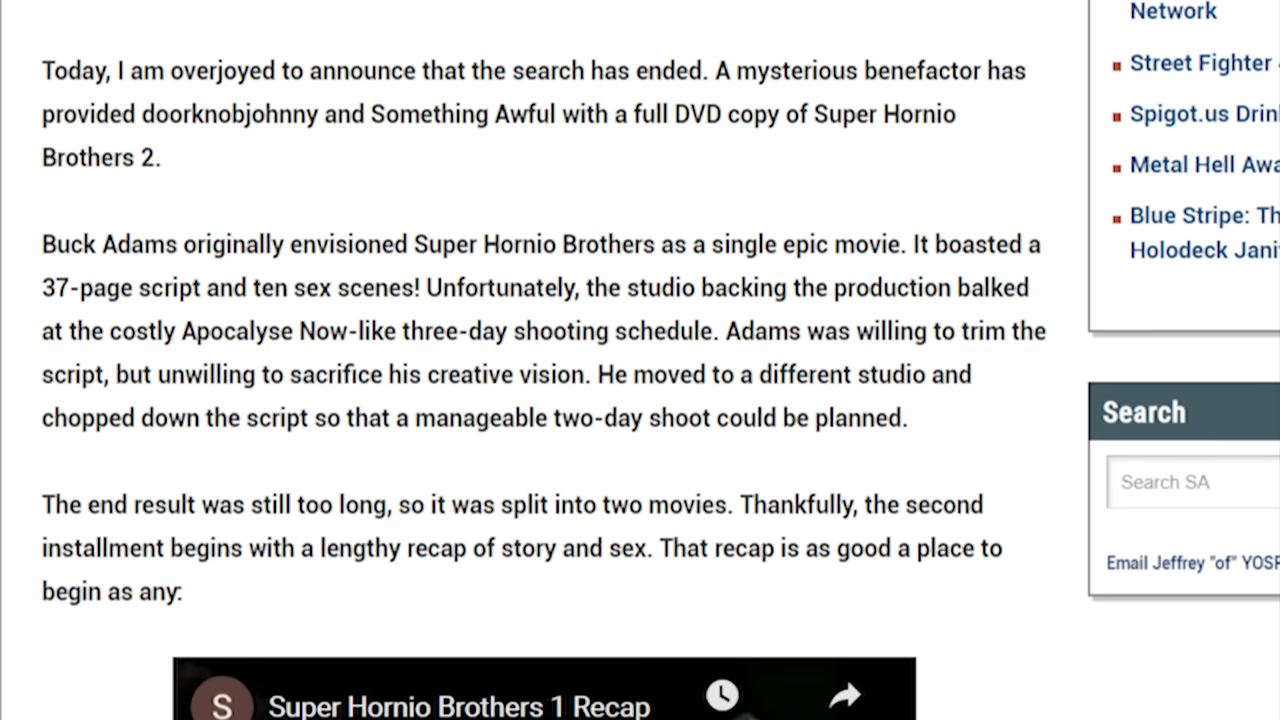 Today, I am overjoyed to announce that the search has ended. A mysterious benefactor has
provided doorknobjohnny and Something Awful with a full DVD copy of Super Hornio
Brothers 2.
Buck Adams originally envisioned Super Hornio Brothers as a single epic movie. It boasted a
37-page script and ten sex scenes! Unfortunately, the studio backing the production balked
at the costly Apocalyse Now-like three-day shooting schedule. Adams was willing to trim the
script, but unwilling to sacrifice his creative vision. He moved to a different studio and
chopped down the script so that a manageable two-day shoot could be planned.
The end result was still too long, so it was split into two movies. Thankfully, the second
installment begins with a lengthy recap of story and sex. That recap is as good a place to
begin as any:
S
Super Hornio Brothers 1 Recap
Network
Street Fighter
Spigot.us
Metal Hell
Blue Stripe:
Holodeck
Search
Search SA
Email Jeffrey "of"